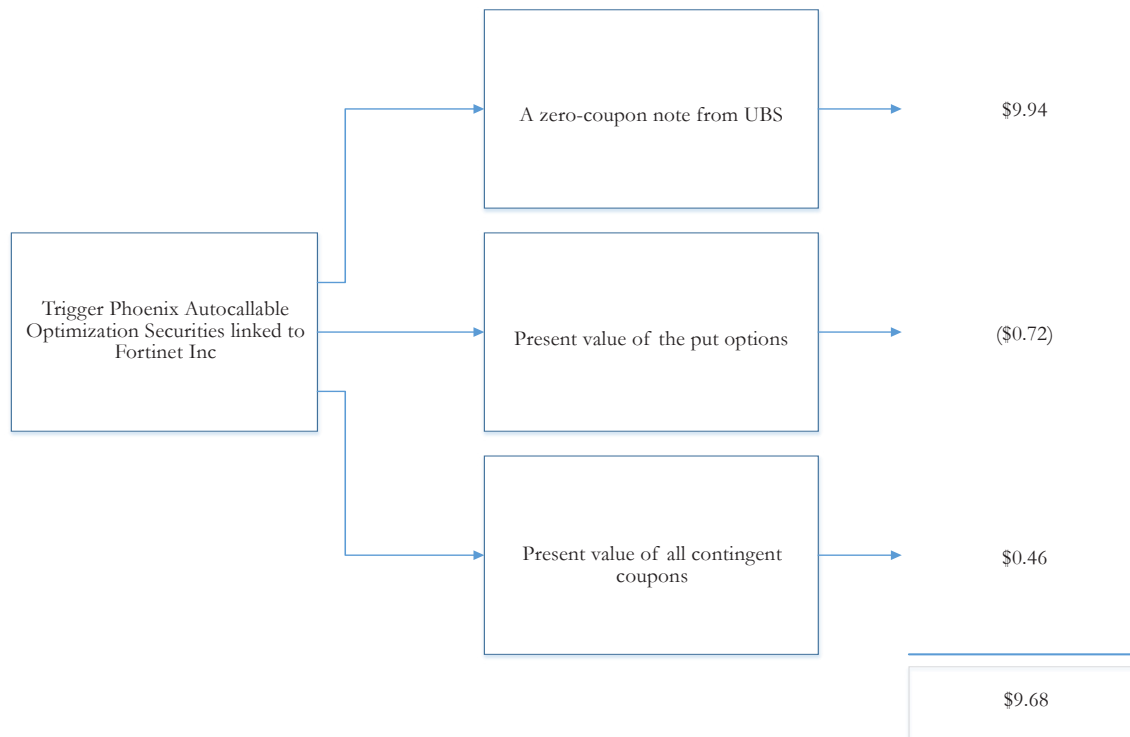 A zero-coupon note from UBS
$9.94
Trigger Phoenix Autocallable
Optimization Securities linked to
Fortinet Inc
Present value of the put options
($0.72)
Present value of all contingent
coupons
$0.46
$9.68